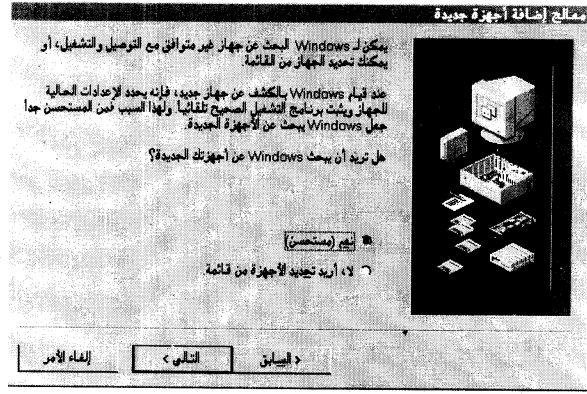 معالج إضافة أجهزة جديدة
يمكن لـ Windows البحث عن جهاز غير متوافق مع التوصيل والتشغيل، أو
يمكنك تحديد الجهاز من القائمة.
عند قيام Windows بالكشف عن جهاز جديد، فإنه يحدد الإعدادات الحالية
للجهاز ويثبت برنامج التشغيل الصحيح تلقائياً. ولهذا السبب فمن المستحسن جداً
جعل Windows يبحث عن الأجهزة الجديدة.
هل تريد أن يبحث Windows عن أجهزتك الجديدة؟
نعم (مستحسن)
لا، أريد تحديد الأجهزة من قائمة
< السابق
التالي >
إلغاء الأمر